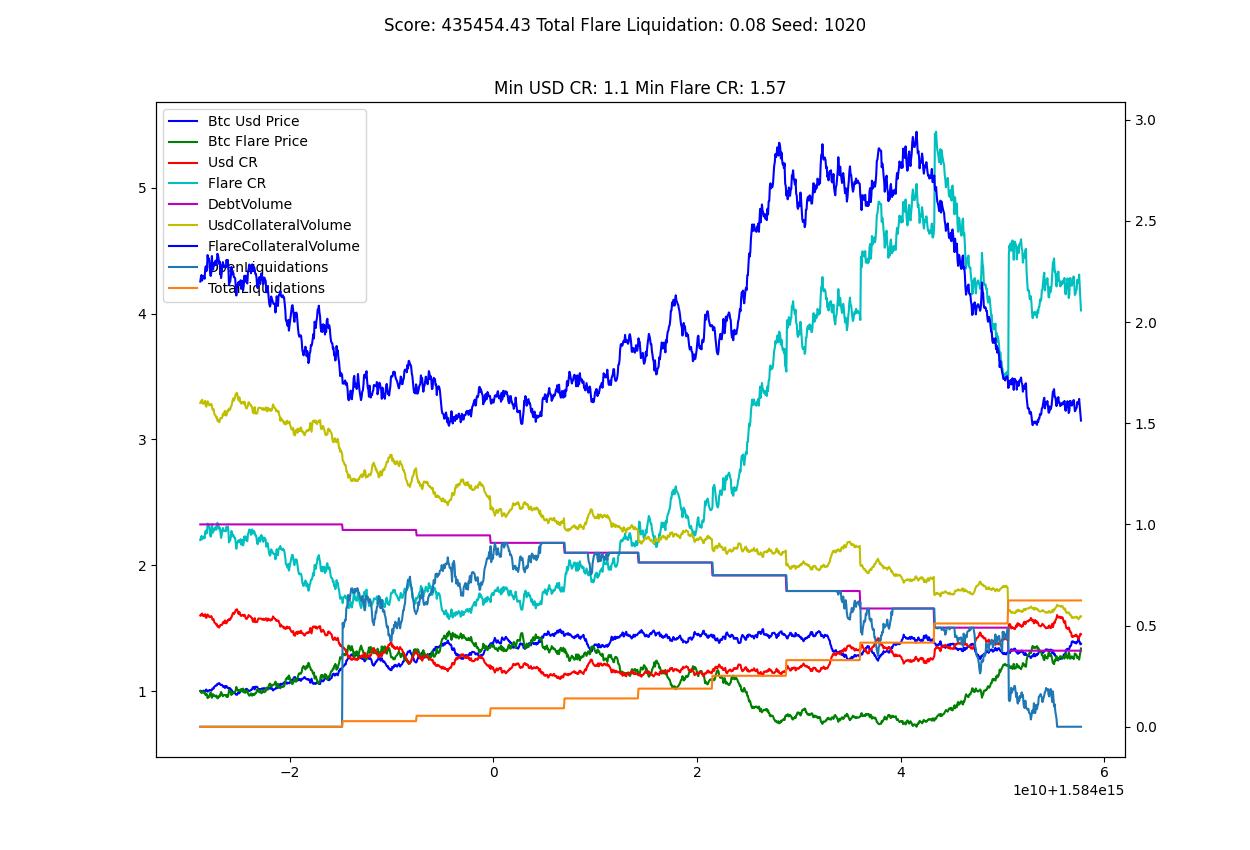 Score: 435454.43 Total Flare Liquidation: 0.08 Seed: 1020
Min USD CR: 1.1 Min Flare CR: 1.57
Btc Usd Price
Btc Flare Price
Usd CR
Flare CR
DebtVolume
UsdCollateralVolume
FlareCollateralVolume
OpenLiquidations
TotalLiquidations
5
4
3
2
1
3.0
2.5
2.0
1.5
1.0
0.5
0.0
−2 0 2 4 6
1e10+1.584e15